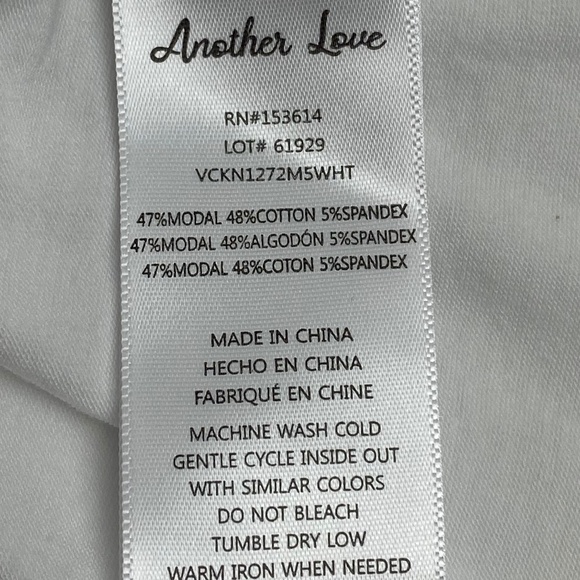 Another Love
RN#153614
LOT# 61929
VCKN1272M5WHT
47%MODAL 48%COTTON 5%SPANDEX
47%MODAL 48%ALGODÓN 5%SPANDEX
47%MODAL 48%COTON 5%SPANDEX
MADE IN CHINA
HECHO EN CHINA
FABRIQUÉ EN CHINE
MACHINE WASH COLD
GENTLE CYCLE INSIDE OUT
WITH SIMILAR COLORS
DO NOT BLEACH
TUMBLE DRY LOW
WARM IRON WHEN NEEDED